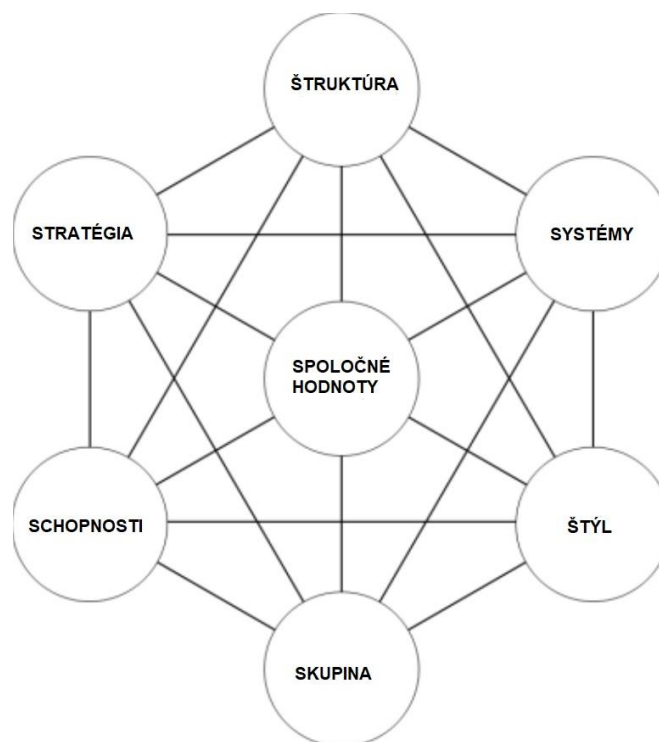 ŠTRUKTÚRA
STRATÉGIA
SYSTÉMY
SPOLOČNÉ
HODNOTY
SCHOPNOSTI
ŠTÝL
SKUPINA